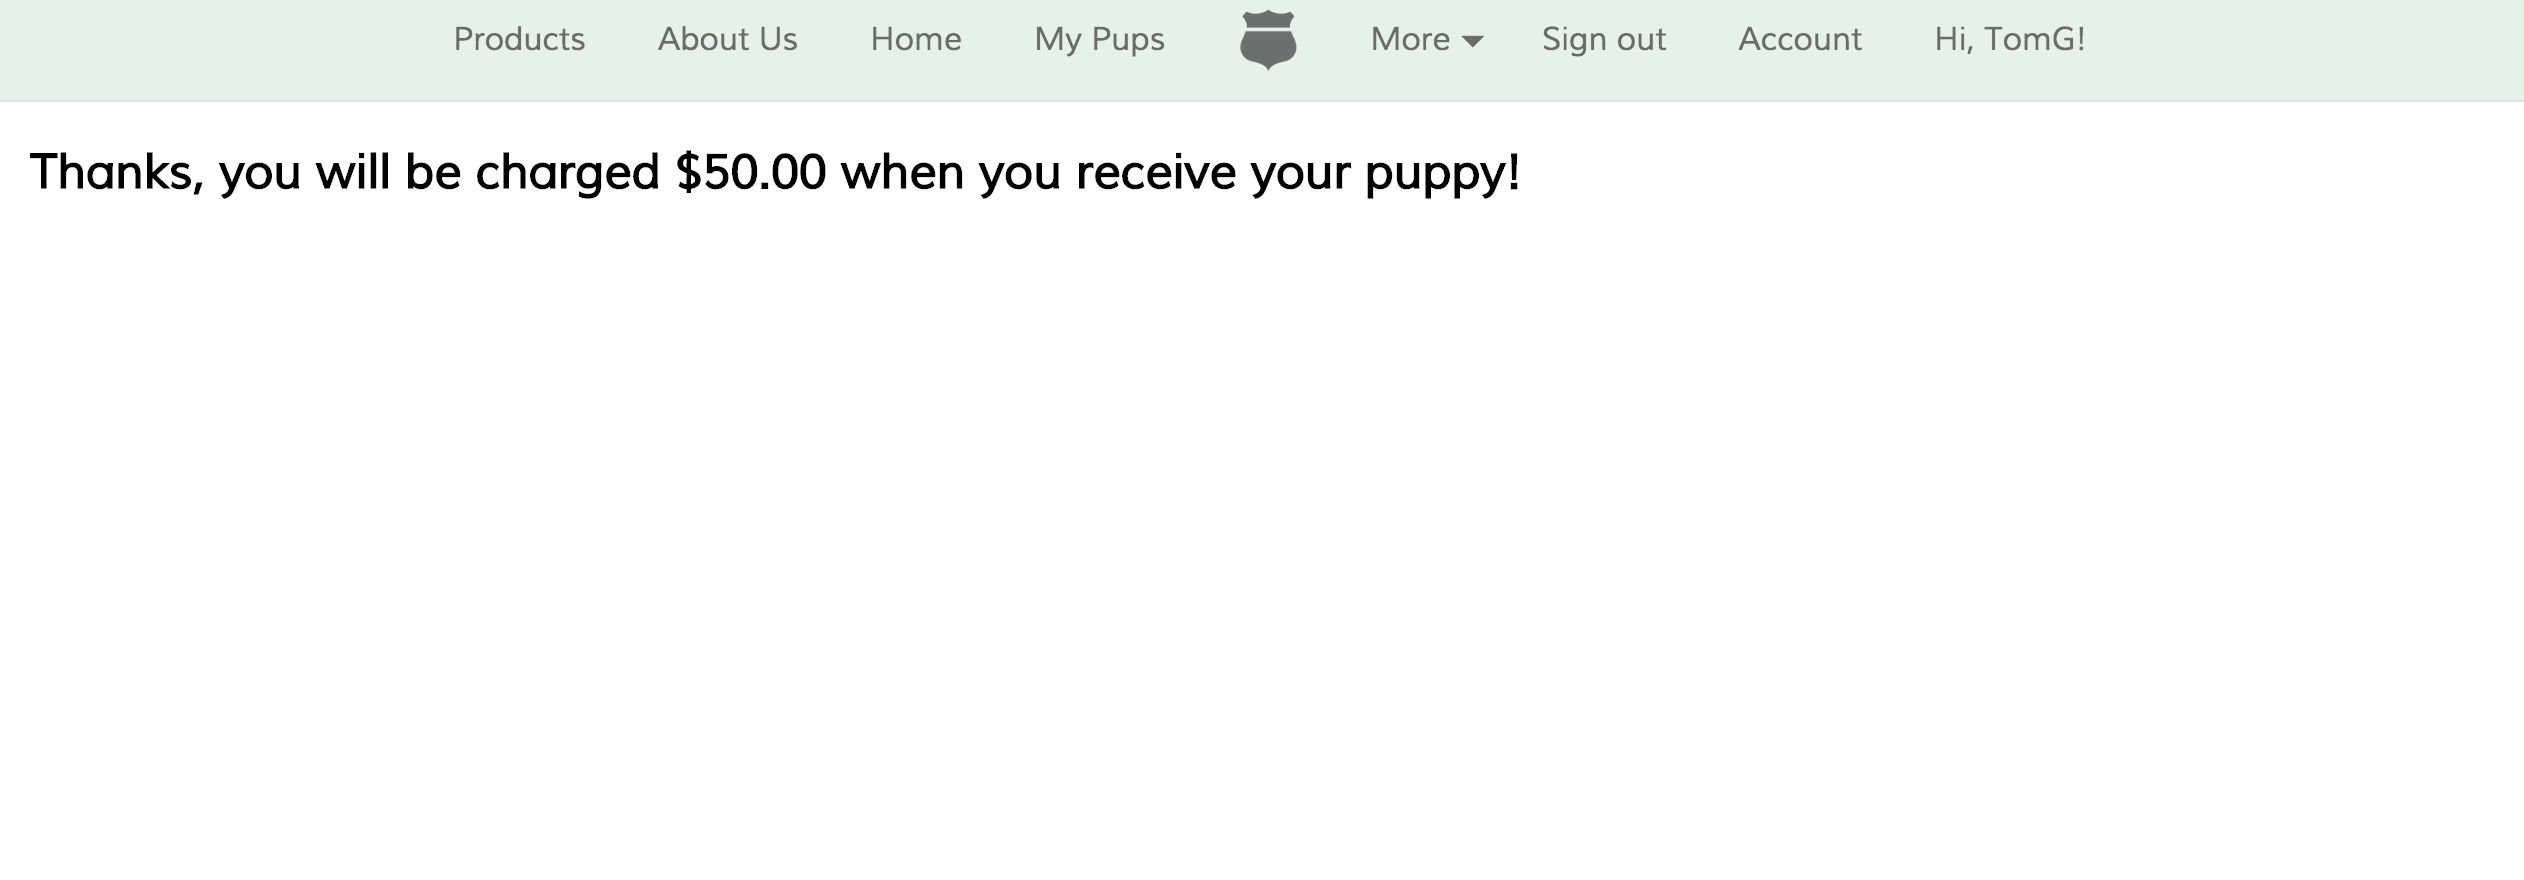 Products About Us Home My Pups More Sign out Account Hi, TomG!
Thanks, you will be charged $50.00 when you receive your puppy!